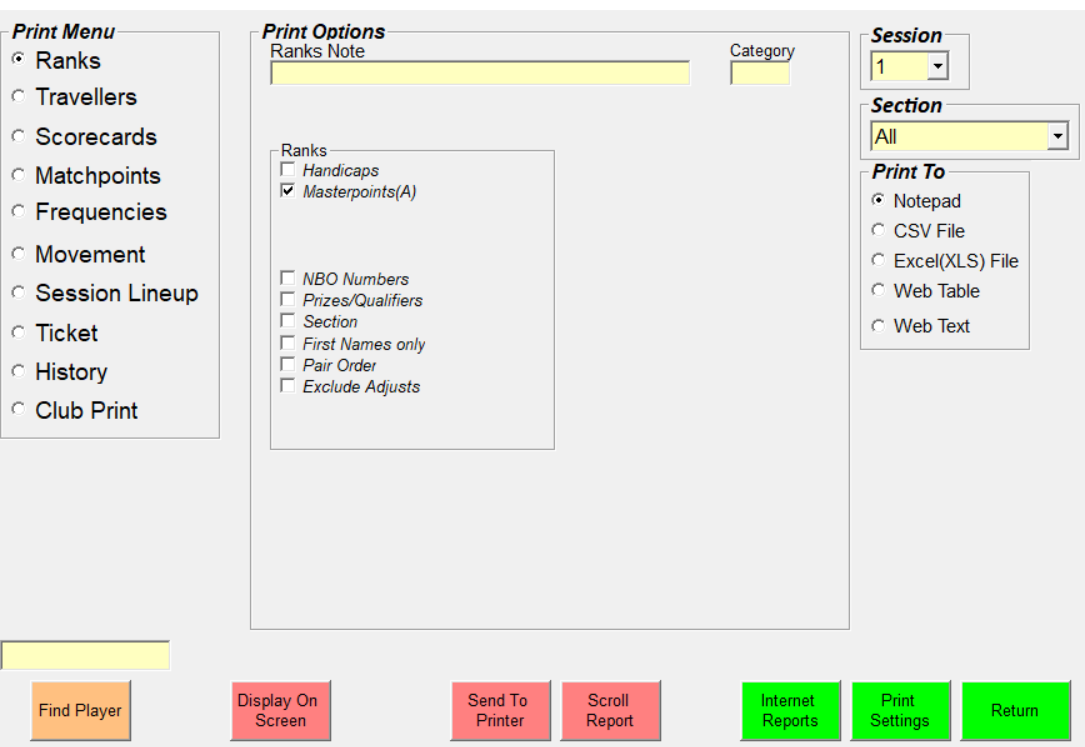 Print Menu
Ranks
Travellers
Scorecards
Matchpoints
Frequencies
Movement
Session Lineup
Ticket
History
Club Print
Print Options
Ranks Note
Category
Ranks
Handicaps
Masterpoints(A)
NBO Numbers
Prizes/Qualifiers
Section
First Names only
Pair Order
Exclude Adjusts
Session
1
Section
All
Print To
Notepad
CSV File
Excel(XLS) File
Web Table
Web Text
Find Player
Display On
Screen
Send To
Printer
Scroll
Report
Internet
Reports
Print
Settings
Return